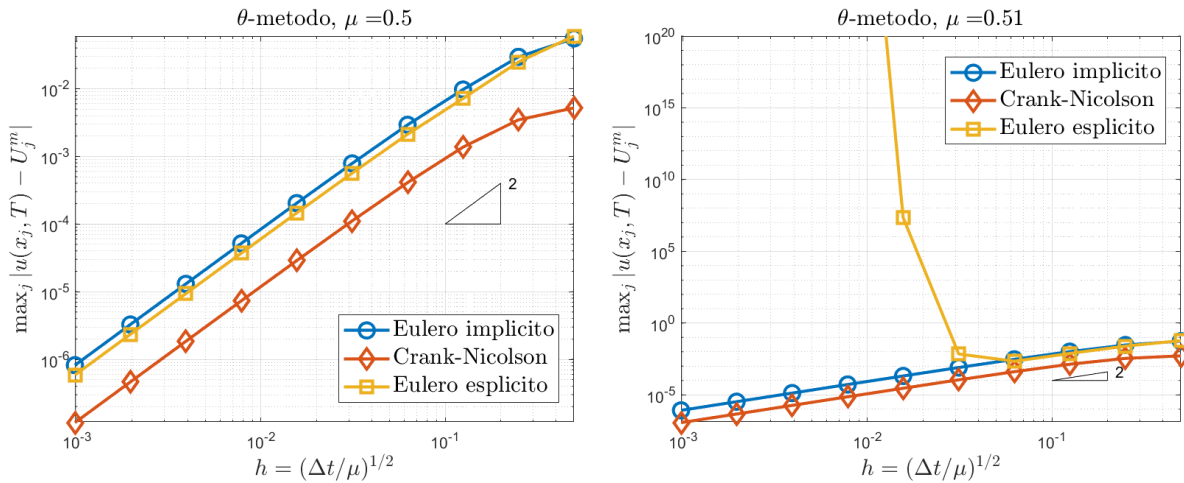 θ-metodo, μ =0.5
max_j |u(x_j, T) − U_j^m|
10^-2
10^-3
10^-4
10^-5
10^-6
2
Eulero implicito
Crank-Nicolson
Eulero esplicito
10^-3
10^-2
10^-1
h = (Δt/μ)^1/2
θ-metodo, μ =0.51
max_j |u(x_j, T) − U_j^m|
10^20
10^15
10^10
10^5
10^0
10^-5
Eulero implicito
Crank-Nicolson
Eulero esplicito
2
10^-3
10^-2
10^-1
h = (Δt/μ)^1/2